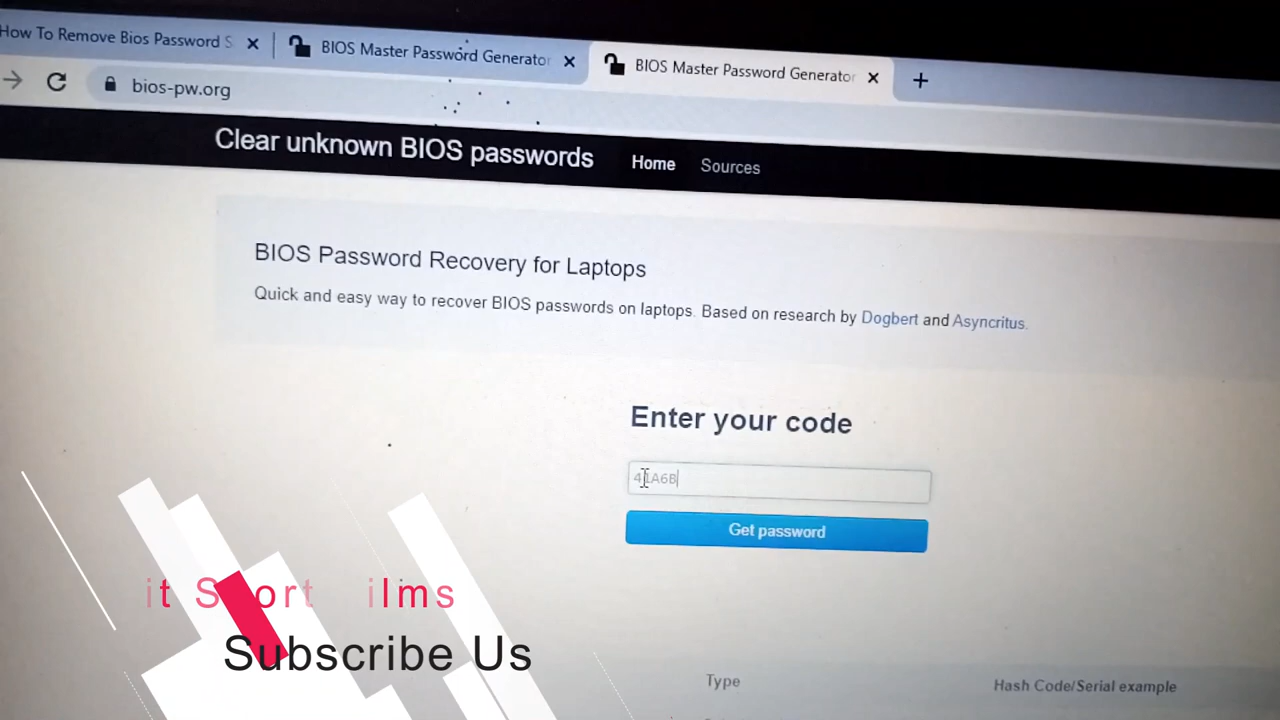 How To Remove Bios Password S
BIOS Master Password Generator
BIOS Master Password Generator
bios-pw.org
Clear unknown BIOS passwords Home Sources
BIOS Password Recovery for Laptops
Quick and easy way to recover BIOS passwords on laptops. Based on research by Dogbert and Asyncritus.
Enter your code
Get password
Subscribe Us
Type Hash Code/Serial example